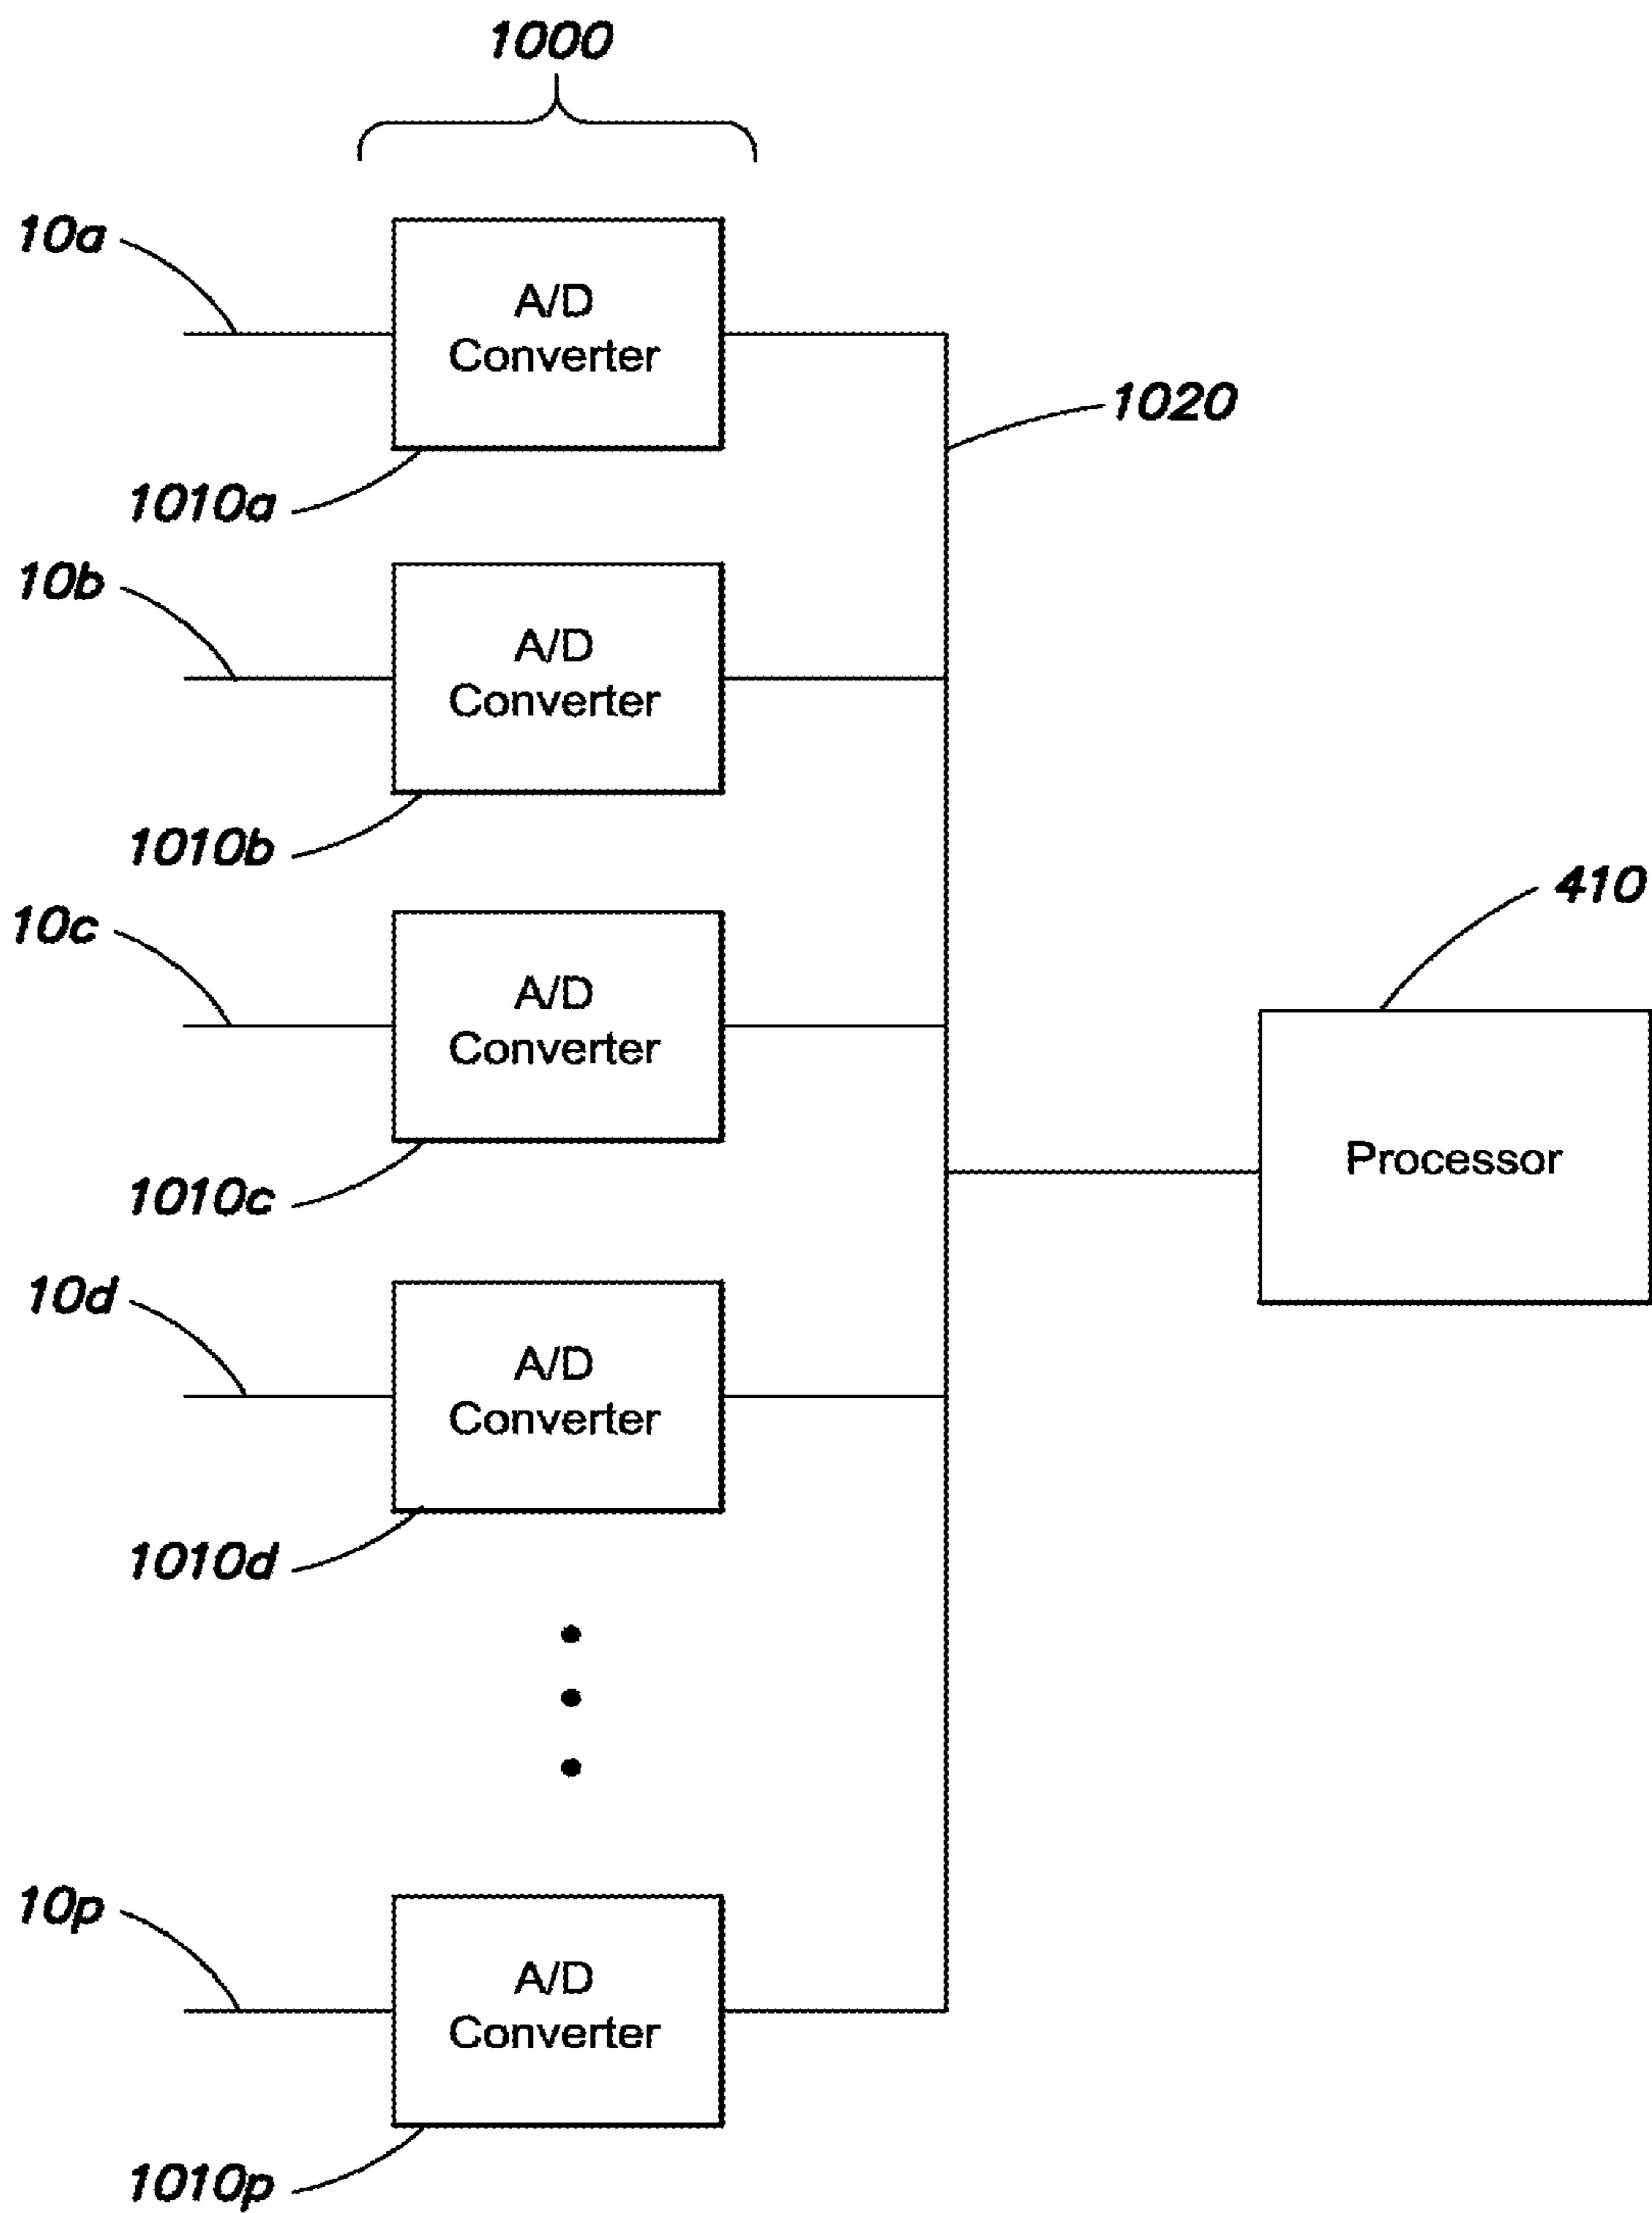 1000
10a
A/D
Converter
1020
1010a
10b
A/D
Converter
1010b
410
10c
A/D
Converter
Processor
1010c
10d
A/D
Converter
1010d
10p
A/D
Converter
1010p